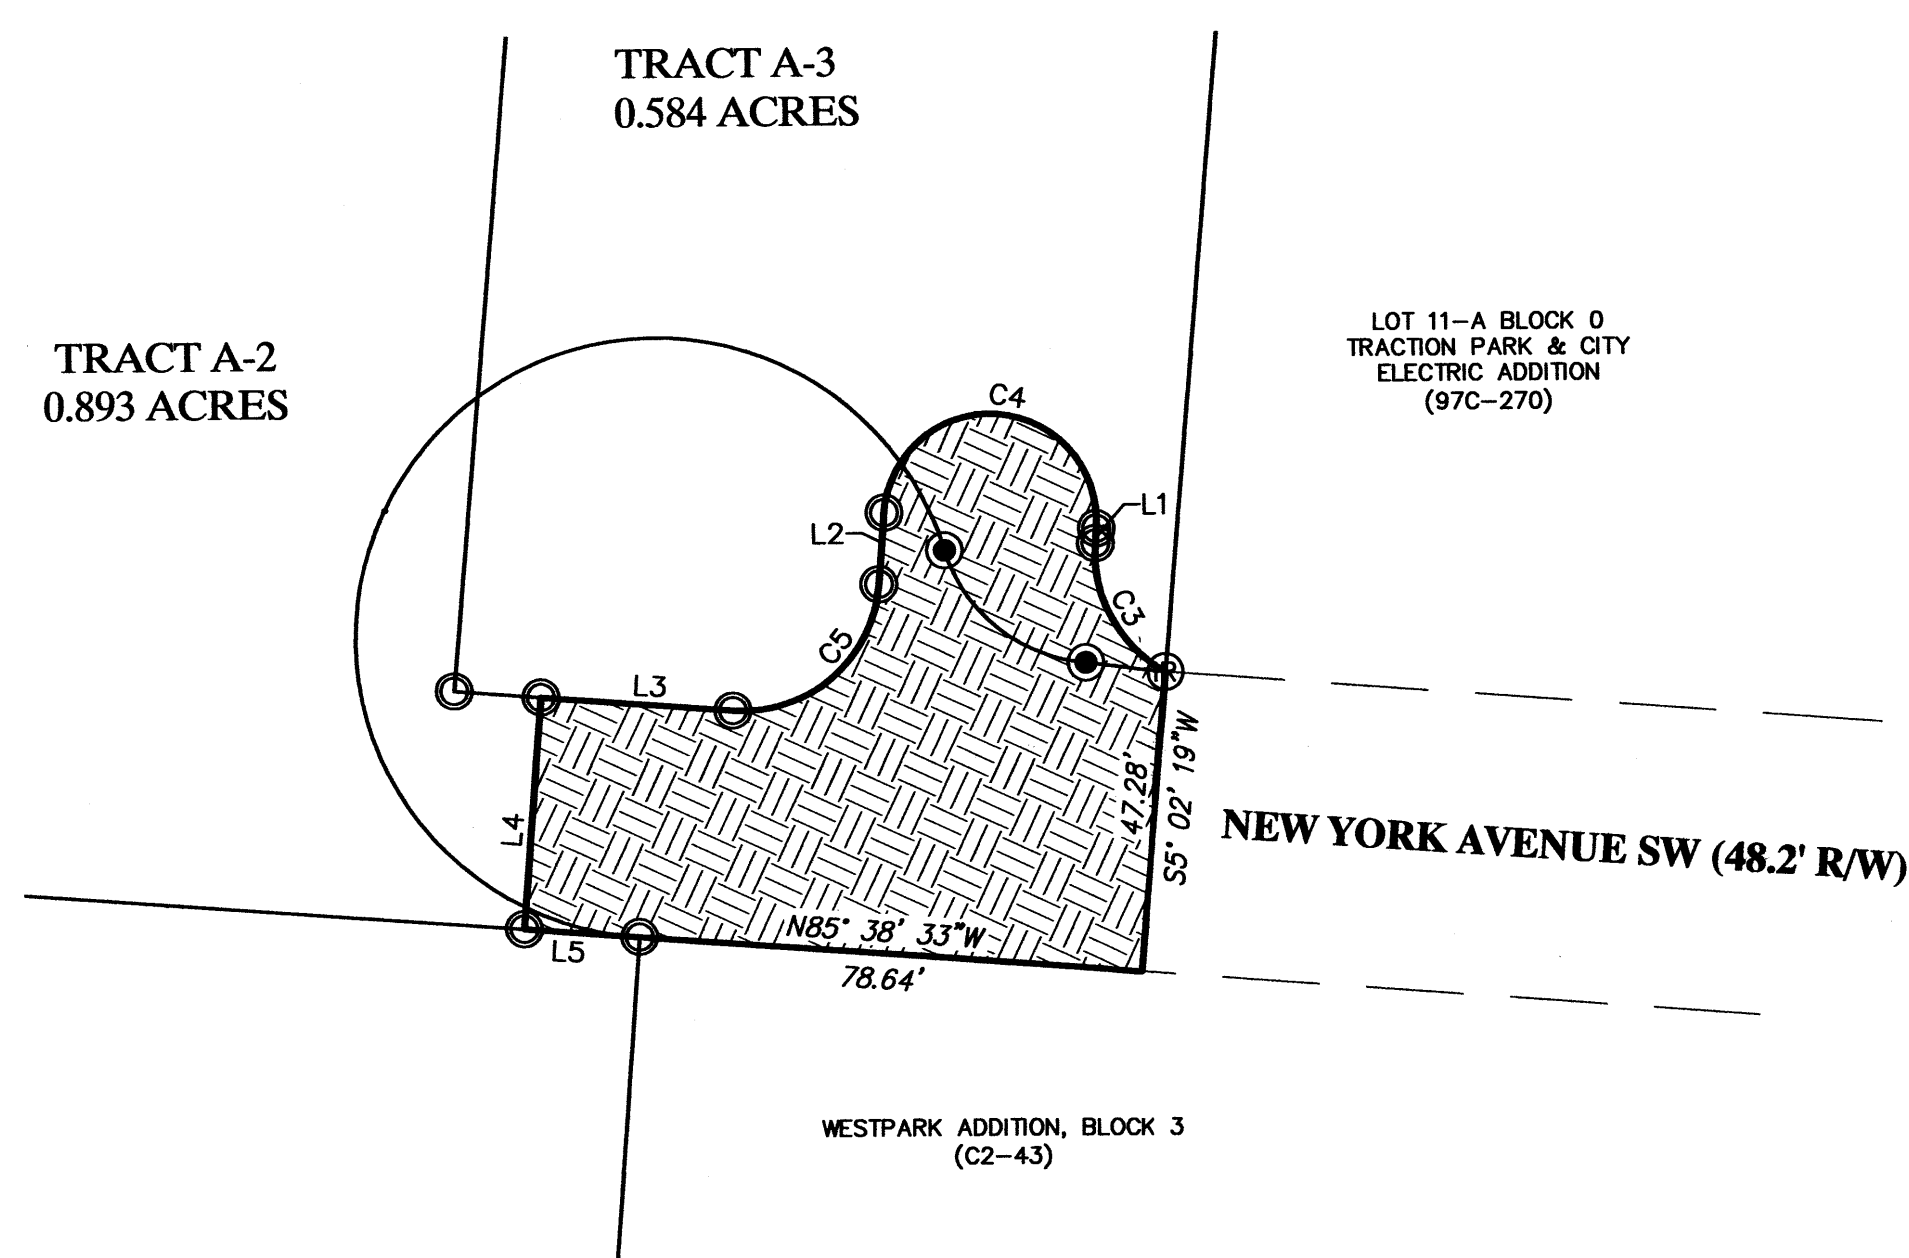 TRACT A-3
0.584 ACRES
TRACT A-2
0.893 ACRES
LOT 11-A BLOCK 0
TRACTION PARK & CITY
ELECTRIC ADDITION
(97C-270)
C4
L1
L2
C3
C5
TR
L3
47.28'
S5° 02' 19"W
L4
NEW YORK AVENUE SW (48.2' R/W)
N85° 38' 33"W
L5
78.64'
WESTPARK ADDITION, BLOCK 3
(C2-43)